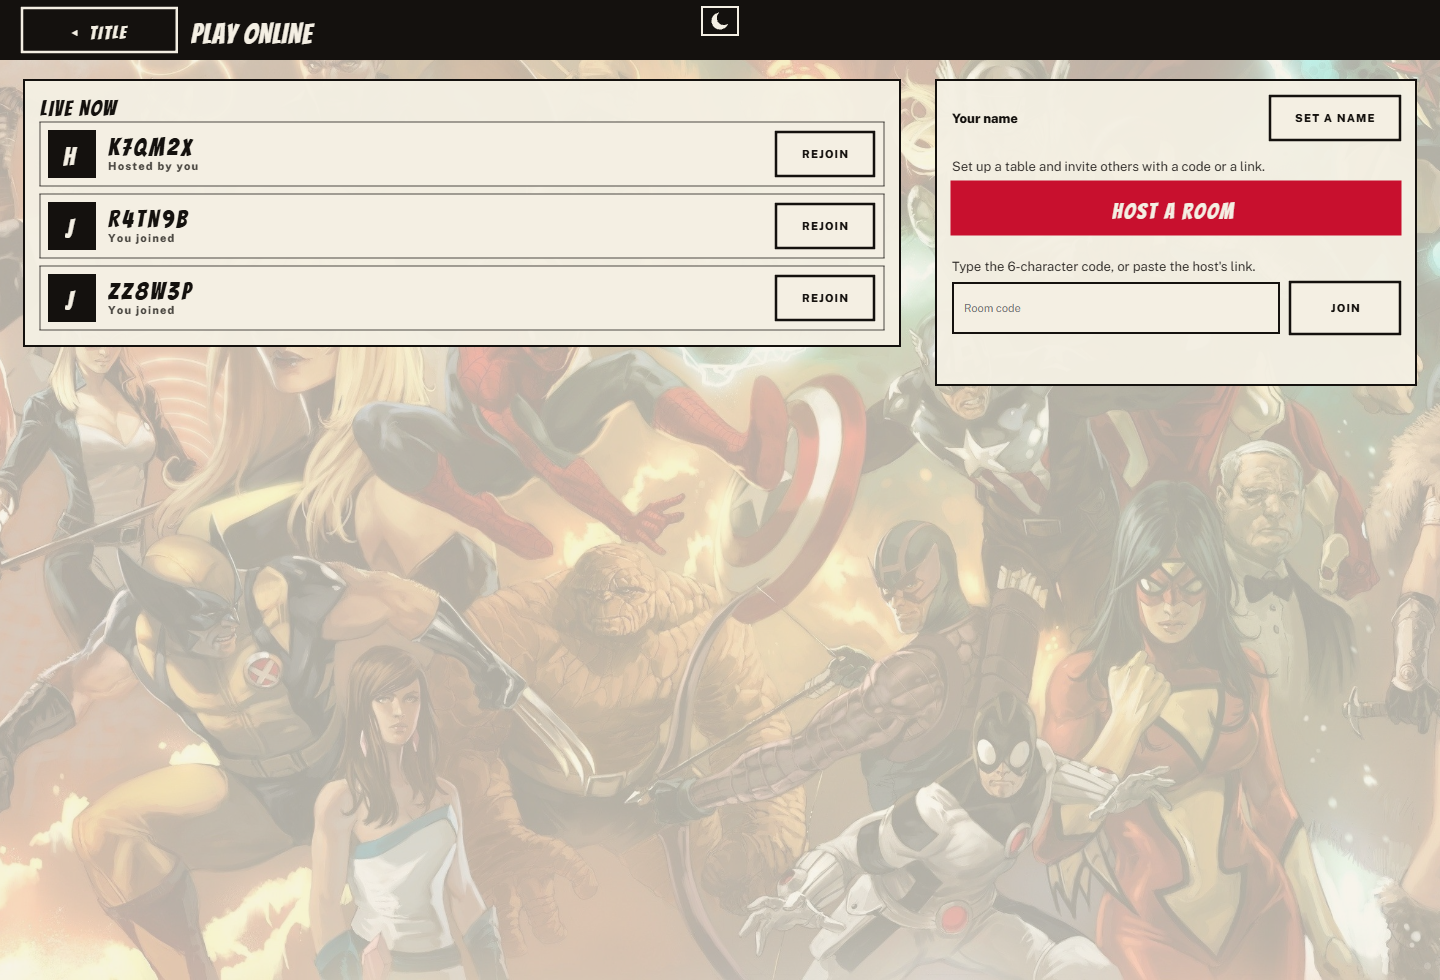 ◂ TITLE
PLAY ONLINE
LIVE NOW
H
K7QM2X
Hosted by you
REJOIN
J
R4TN9B
You joined
REJOIN
J
ZZ8W3P
You joined
REJOIN
Your name
SET A NAME
Set up a table and invite others with a code or a link.
HOST A ROOM
Type the 6-character code, or paste the host's link.
Room code
JOIN